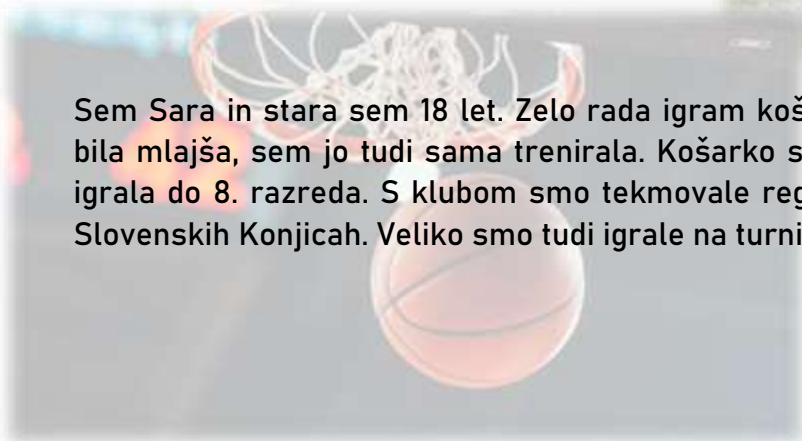 Sem Sara in stara sem 18 let. Zelo rada igram koš
bila mlajša, sem jo tudi sama trenirala. Košarko s
igrala do 8. razreda. S klubom smo tekmovale reg
Slovenskih Konjicah. Veliko smo tudi igrale na turni